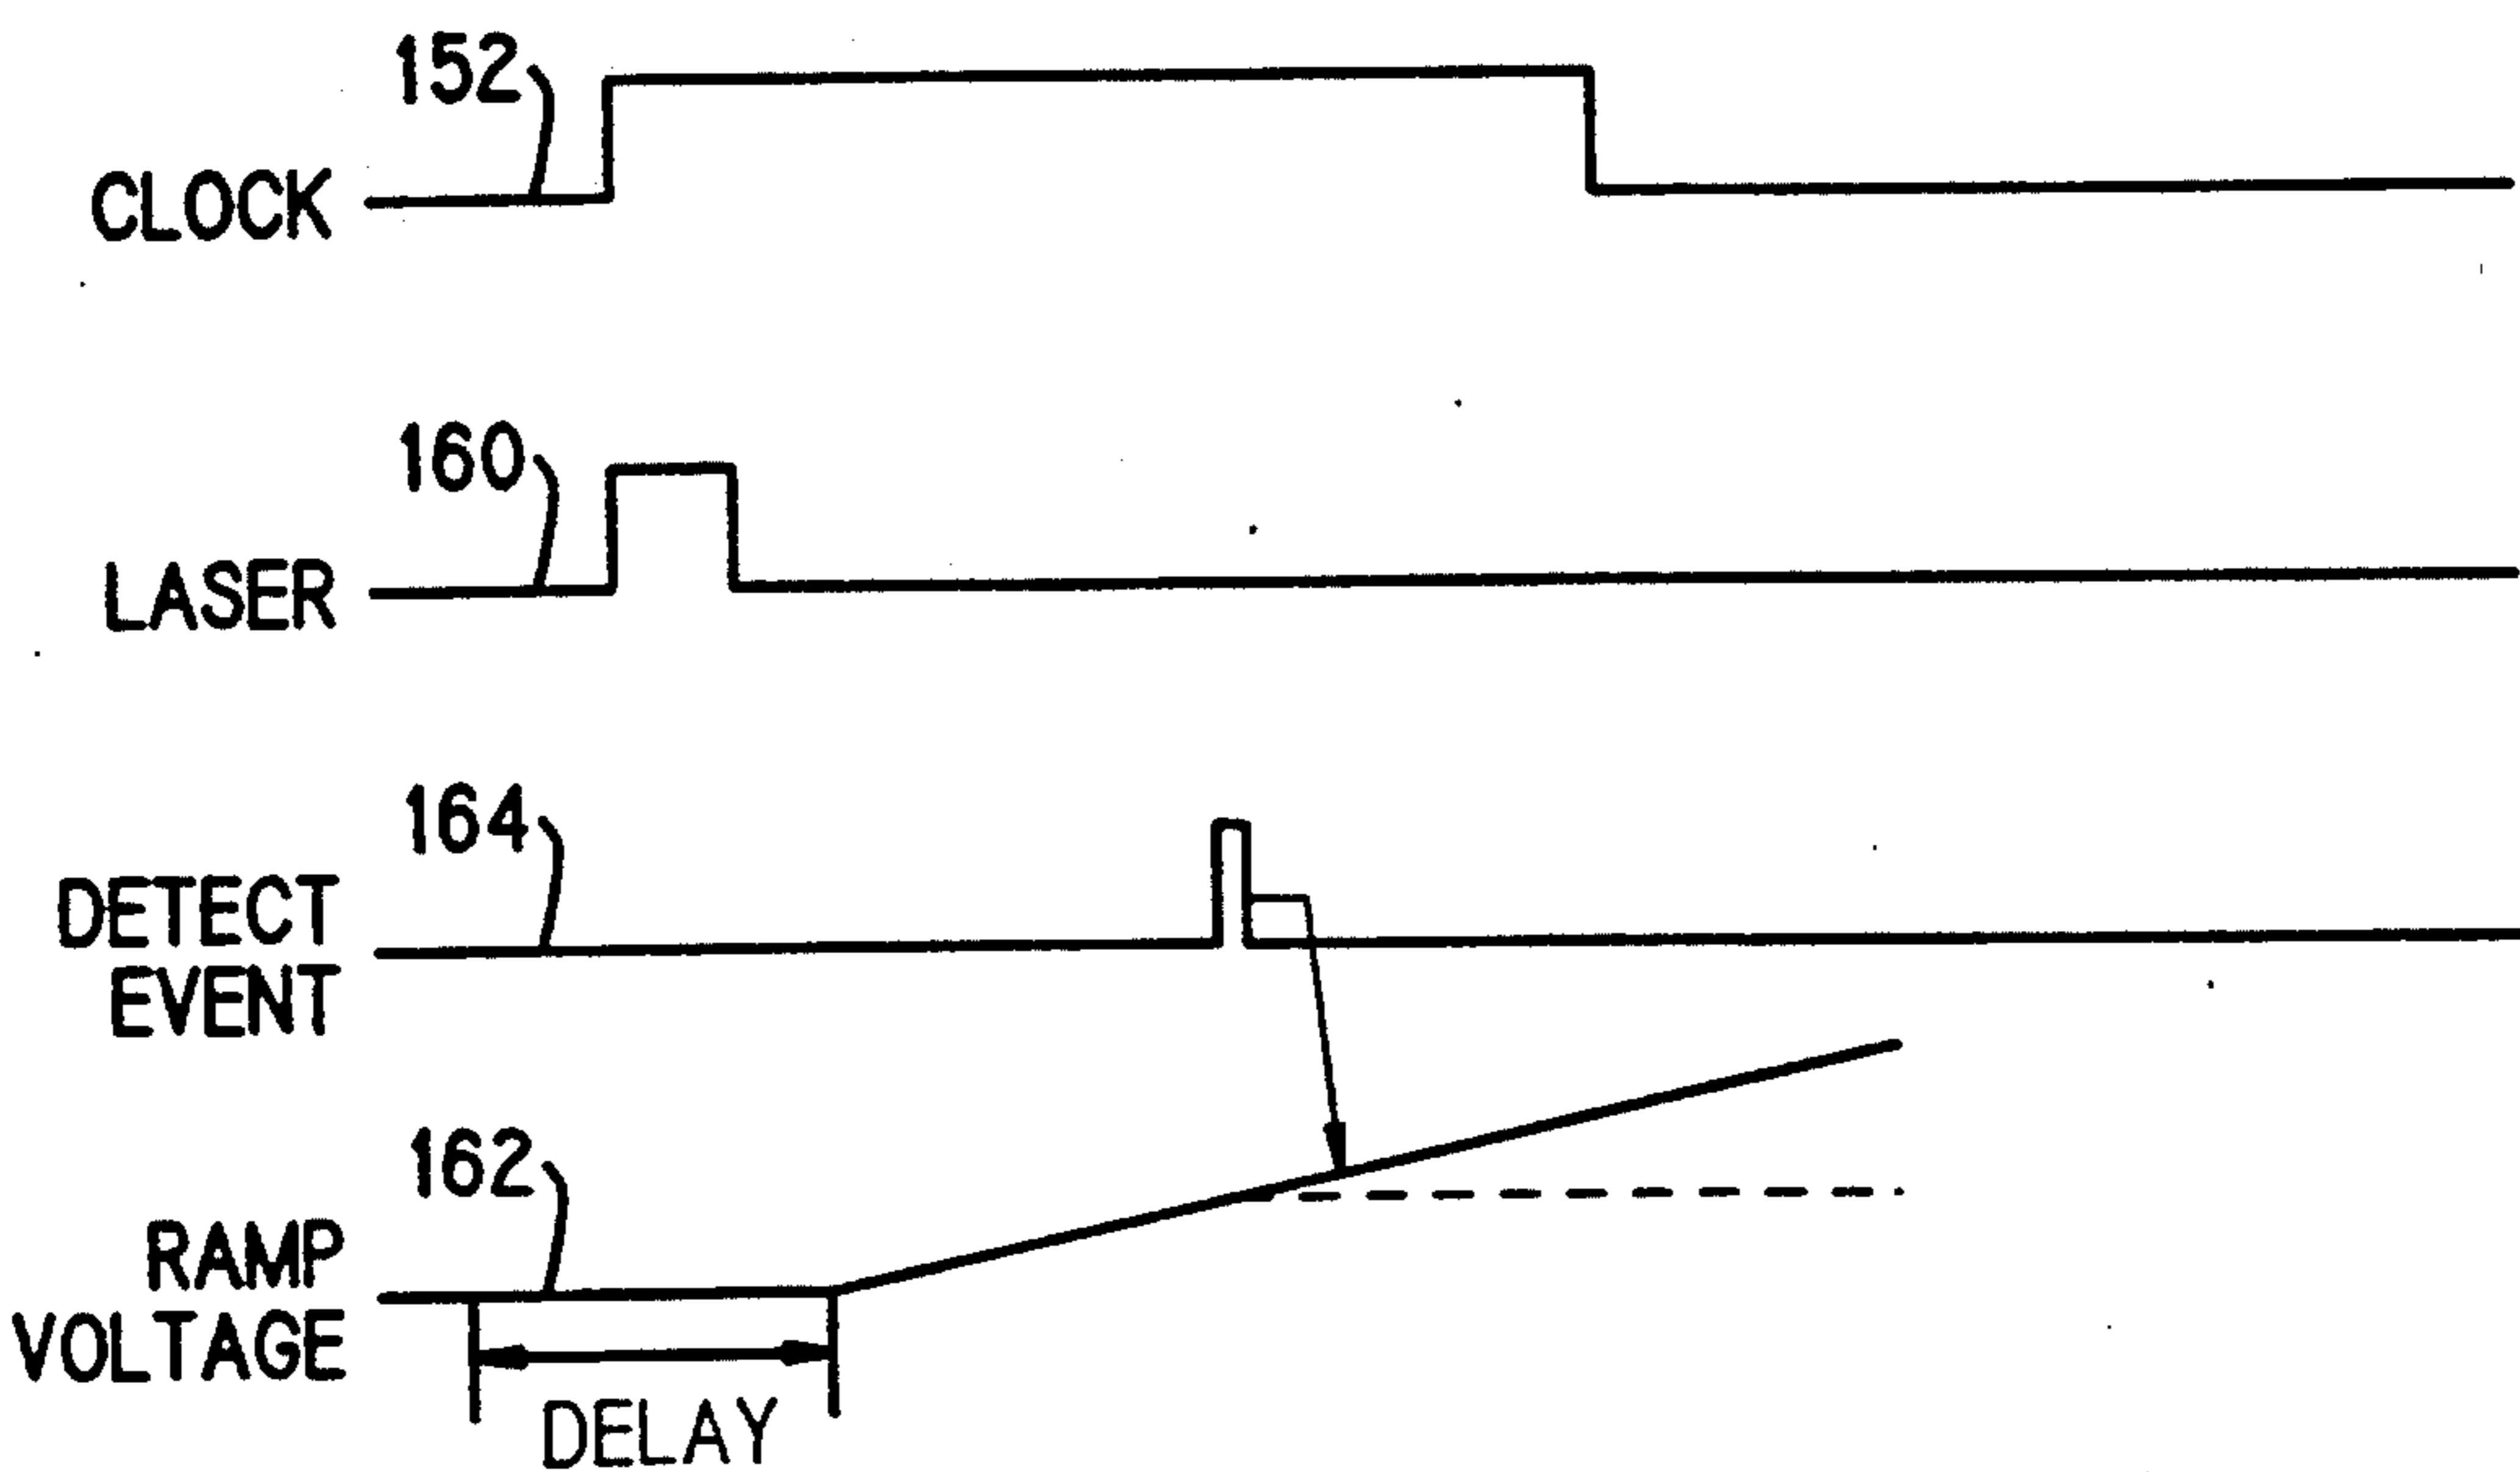 152
CLOCK
160
LASER
164
DETECT
EVENT
162
RAMP
VOLTAGE
DELAY